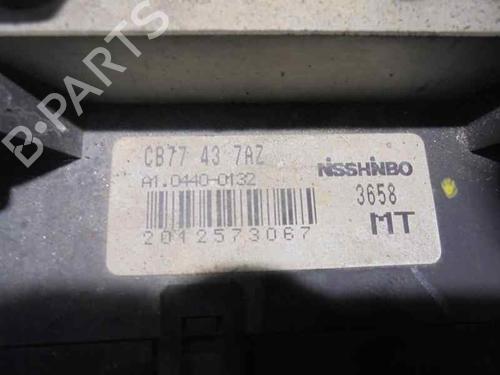 B-PARTS
CB77 43 7AZ
A1.0440-0132
2012573067
NiSSHiNBO
3658
MT